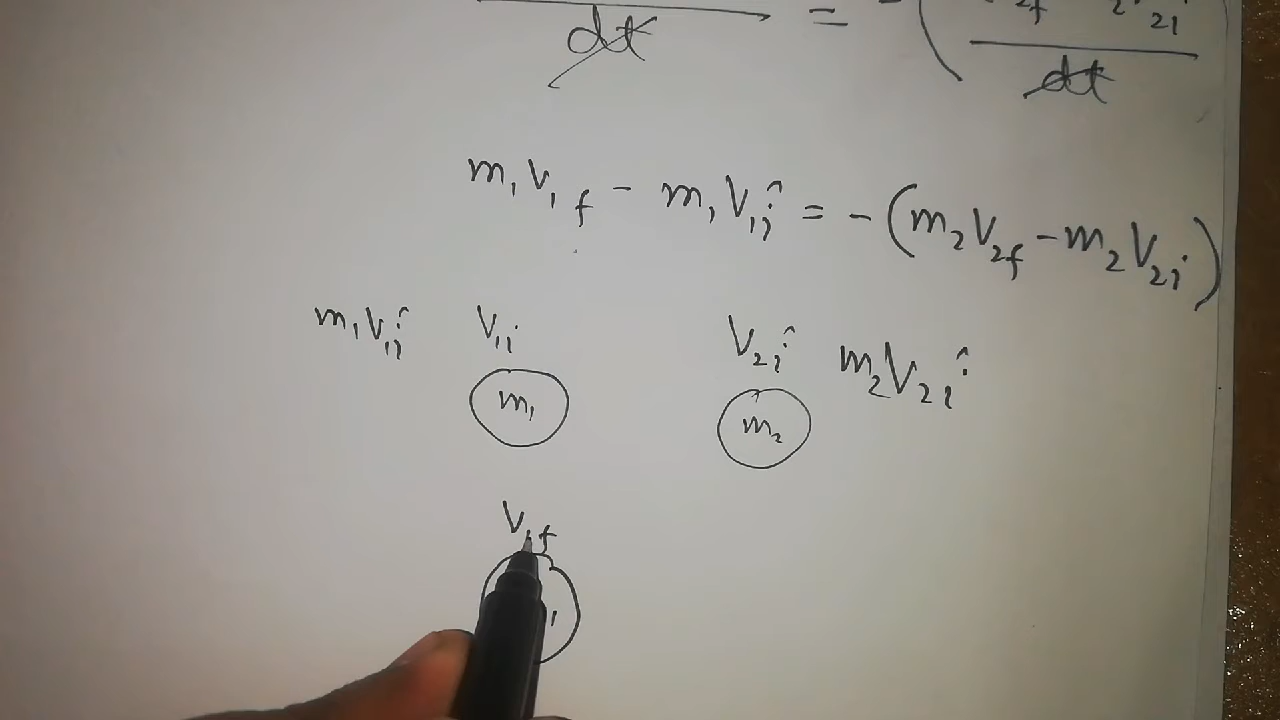 dt = - ( dt
m₁V₁f - m₁V₁i = - (m₂V₂f - m₂V₂i)
m₁V₁i V₁i V₂i m₂V₂i
m₁ m₂
V₁f